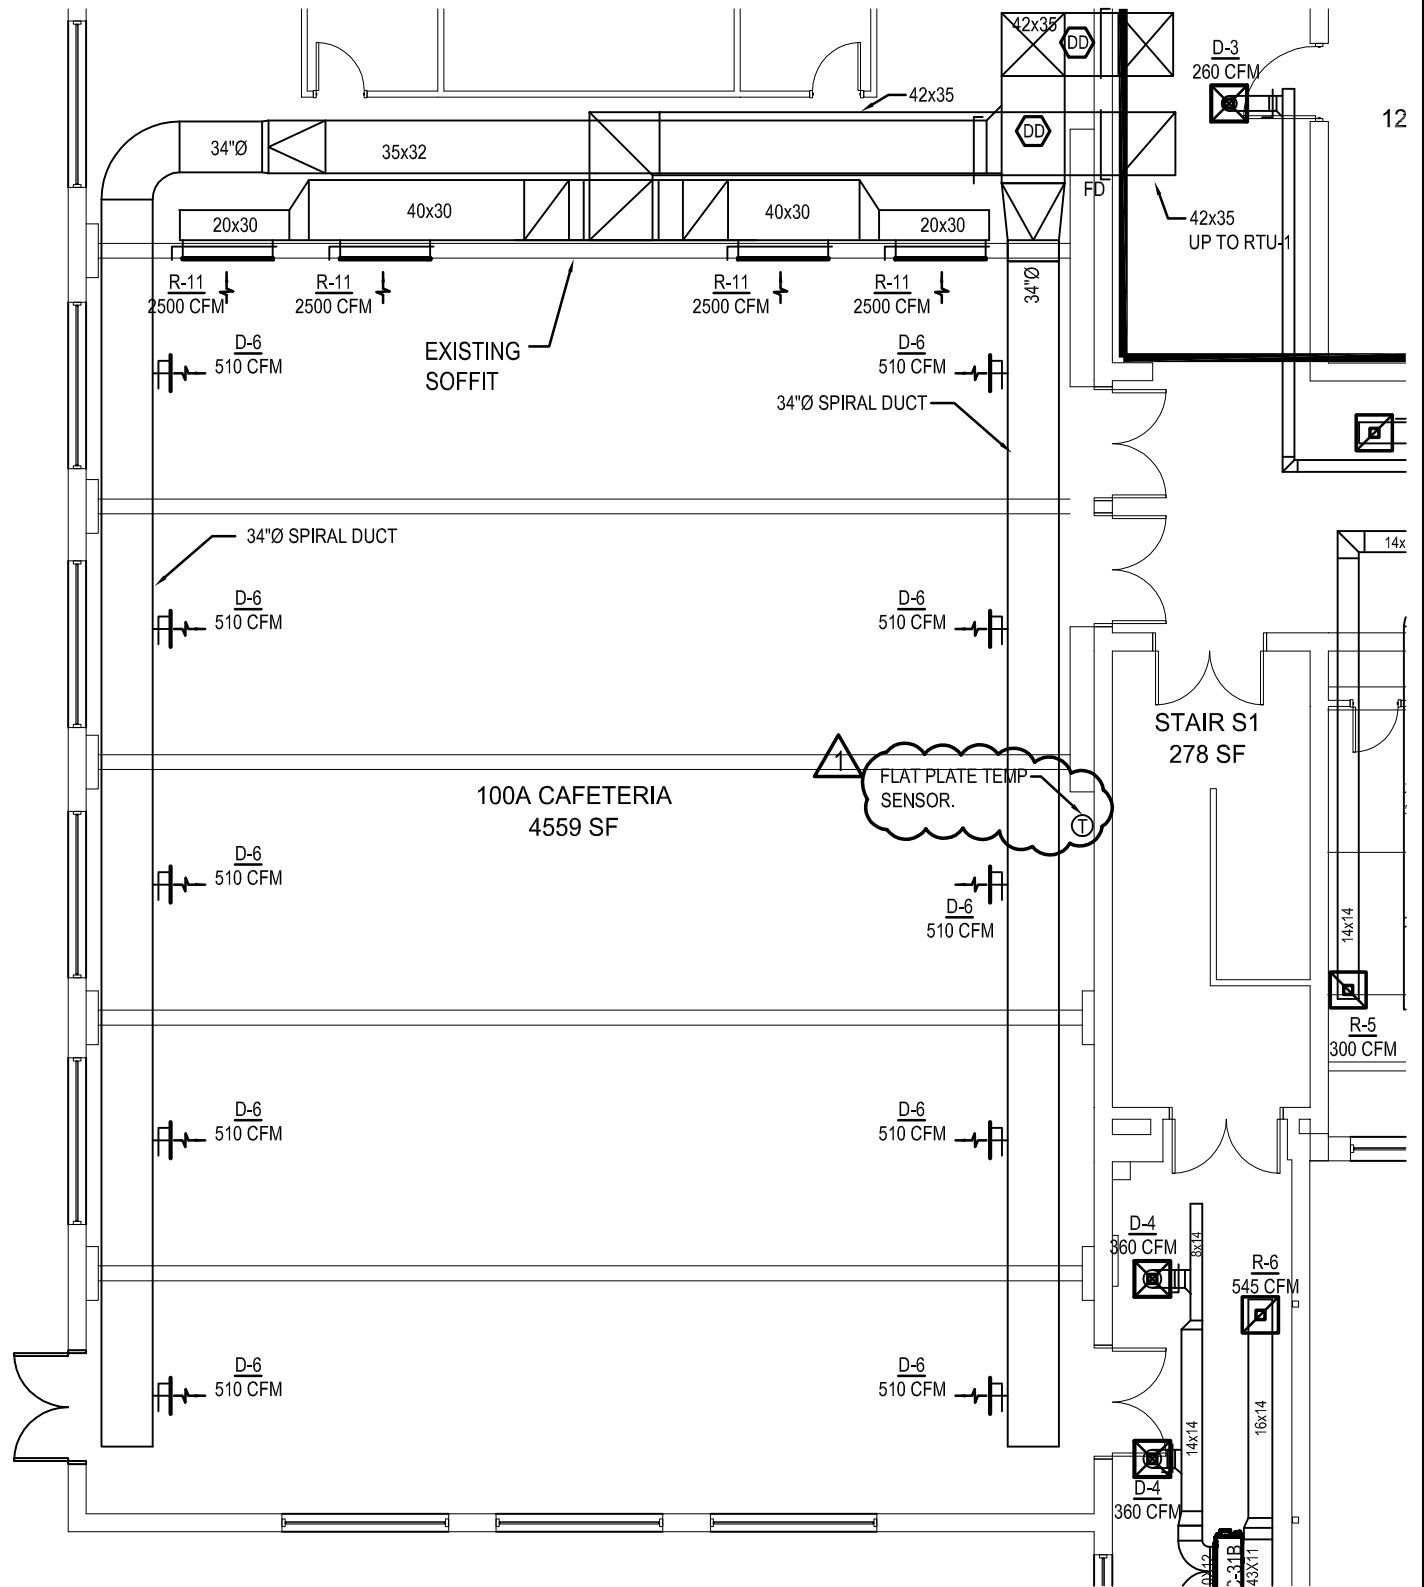 42x35
DD
D-3
260 CFM
42x35
12
34"Ø
35x32
DD
FD
42x35
UP TO RTU-1
20x30
40x30
40x30
20x30
R-11
2500 CFM
R-11
2500 CFM
R-11
2500 CFM
R-11
2500 CFM
34"Ø
D-6
510 CFM
EXISTING
SOFFIT
D-6
510 CFM
34"Ø SPIRAL DUCT
34"Ø SPIRAL DUCT
14x
D-6
510 CFM
D-6
510 CFM
STAIR S1
278 SF
1
FLAT PLATE TEMP
SENSOR.
T
100A CAFETERIA
4559 SF
D-6
510 CFM
D-6
510 CFM
14x14
R-5
300 CFM
D-6
510 CFM
D-6
510 CFM
D-4
360 CFM
8x14
R-6
545 CFM
D-6
510 CFM
D-6
510 CFM
14x14
16x14
D-4
360 CFM
C-31B
43X11